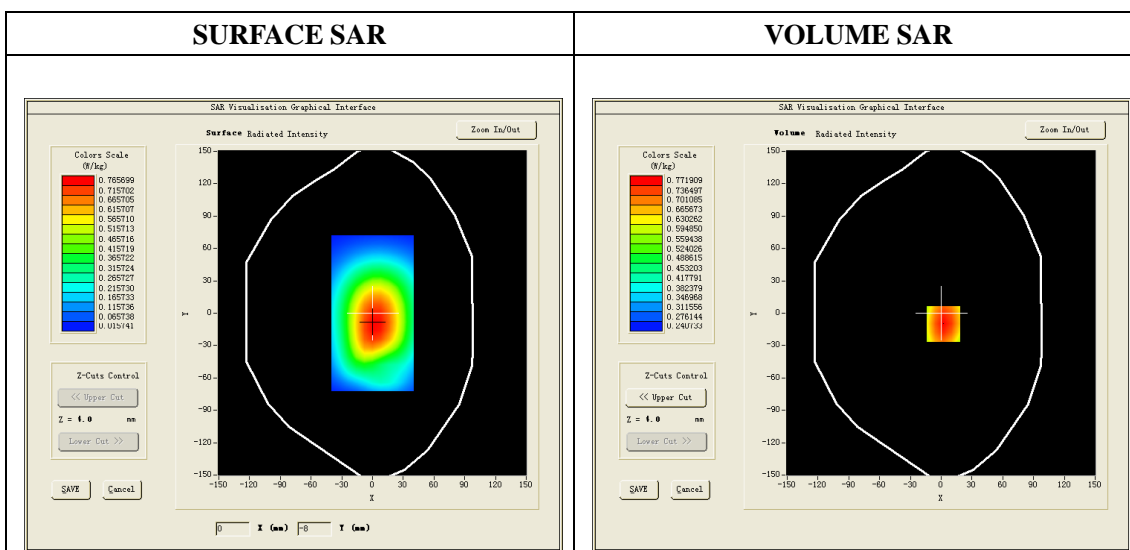 SURFACE SAR
SAR Visualisation Graphical Interface
Surface Radiated Intensity
Zoom In/Out
Colors Scale
(W/kg)
0.765699
0.715702
0.665705
0.615707
0.565710
0.515713
0.465716
0.415719
0.365722
0.315724
0.265727
0.215730
0.165733
0.115736
0.065738
0.015741
150
120
90
60
30
0
-30
-60
-90
-120
-150
Y
-150 -120 -90 -60 -30 0 30 60 90 120 150
X
Z-Cuts Control
<< Upper Cut
Z = 4.0 mm
Lower Cut >>
SAVE Cancel
0 X (mm) -8 Y (mm)
VOLUME SAR
SAR Visualisation Graphical Interface
Volume Radiated Intensity
Zoom In/Out
Colors Scale
(W/kg)
0.771909
0.736497
0.701085
0.665673
0.630262
0.594850
0.559438
0.524026
0.488615
0.453203
0.417791
0.382379
0.346968
0.311556
0.276144
0.240733
150
120
90
60
30
0
-30
-60
-90
-120
-150
Y
-150 -120 -90 -60 -30 0 30 60 90 120 150
X
Z-Cuts Control
<< Upper Cut
Z = 4.0 mm
Lower Cut >>
SAVE Cancel